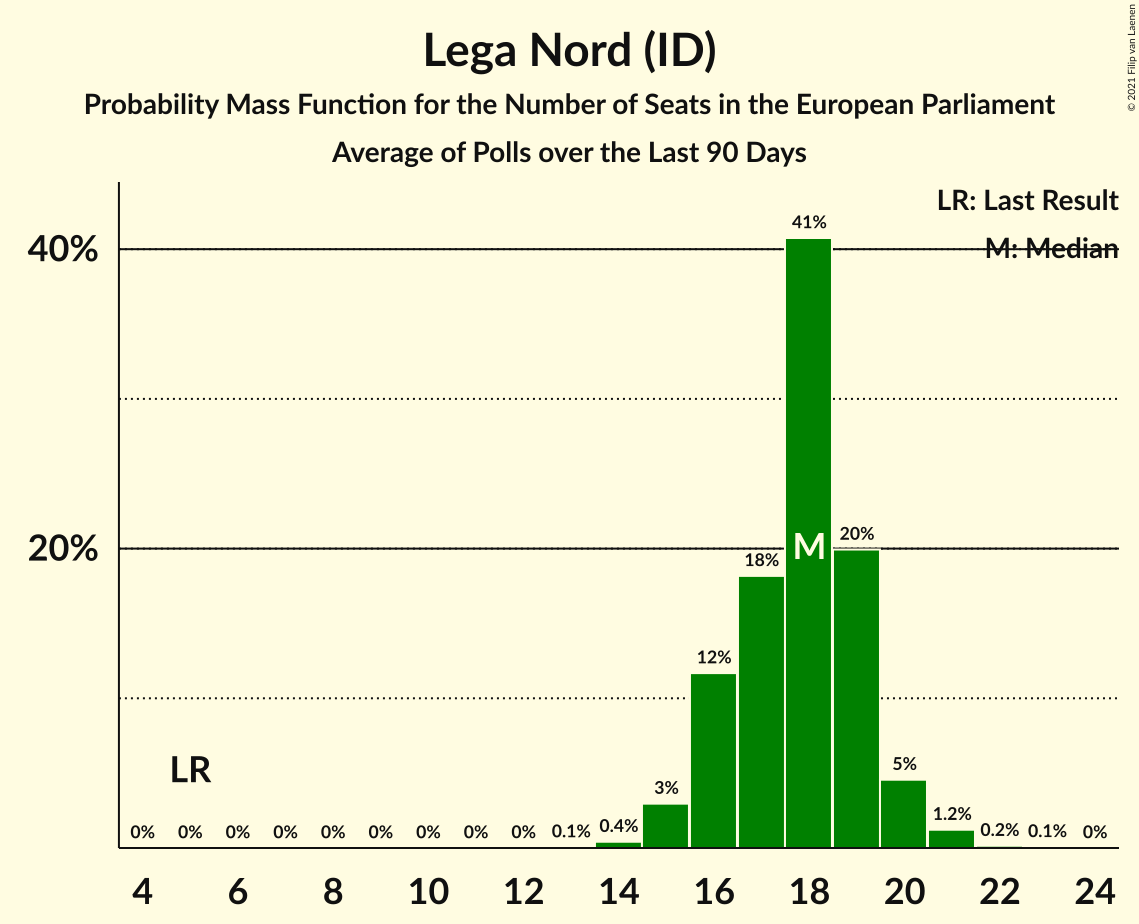 Lega Nord (ID)
Probability Mass Function for the Number of Seats in the European Parliament
Average of Polls over the Last 90 Days
© 2021 Filip van Laenen
LR: Last Result
M: Median
40%
20%
41%
M
20%
18%
12%
LR
5%
3%
0% 0% 0% 0% 0% 0% 0% 0% 0% 0.1% 0.4% 1.2% 0.2% 0.1% 0%
4 6 8 10 12 14 16 18 20 22 24